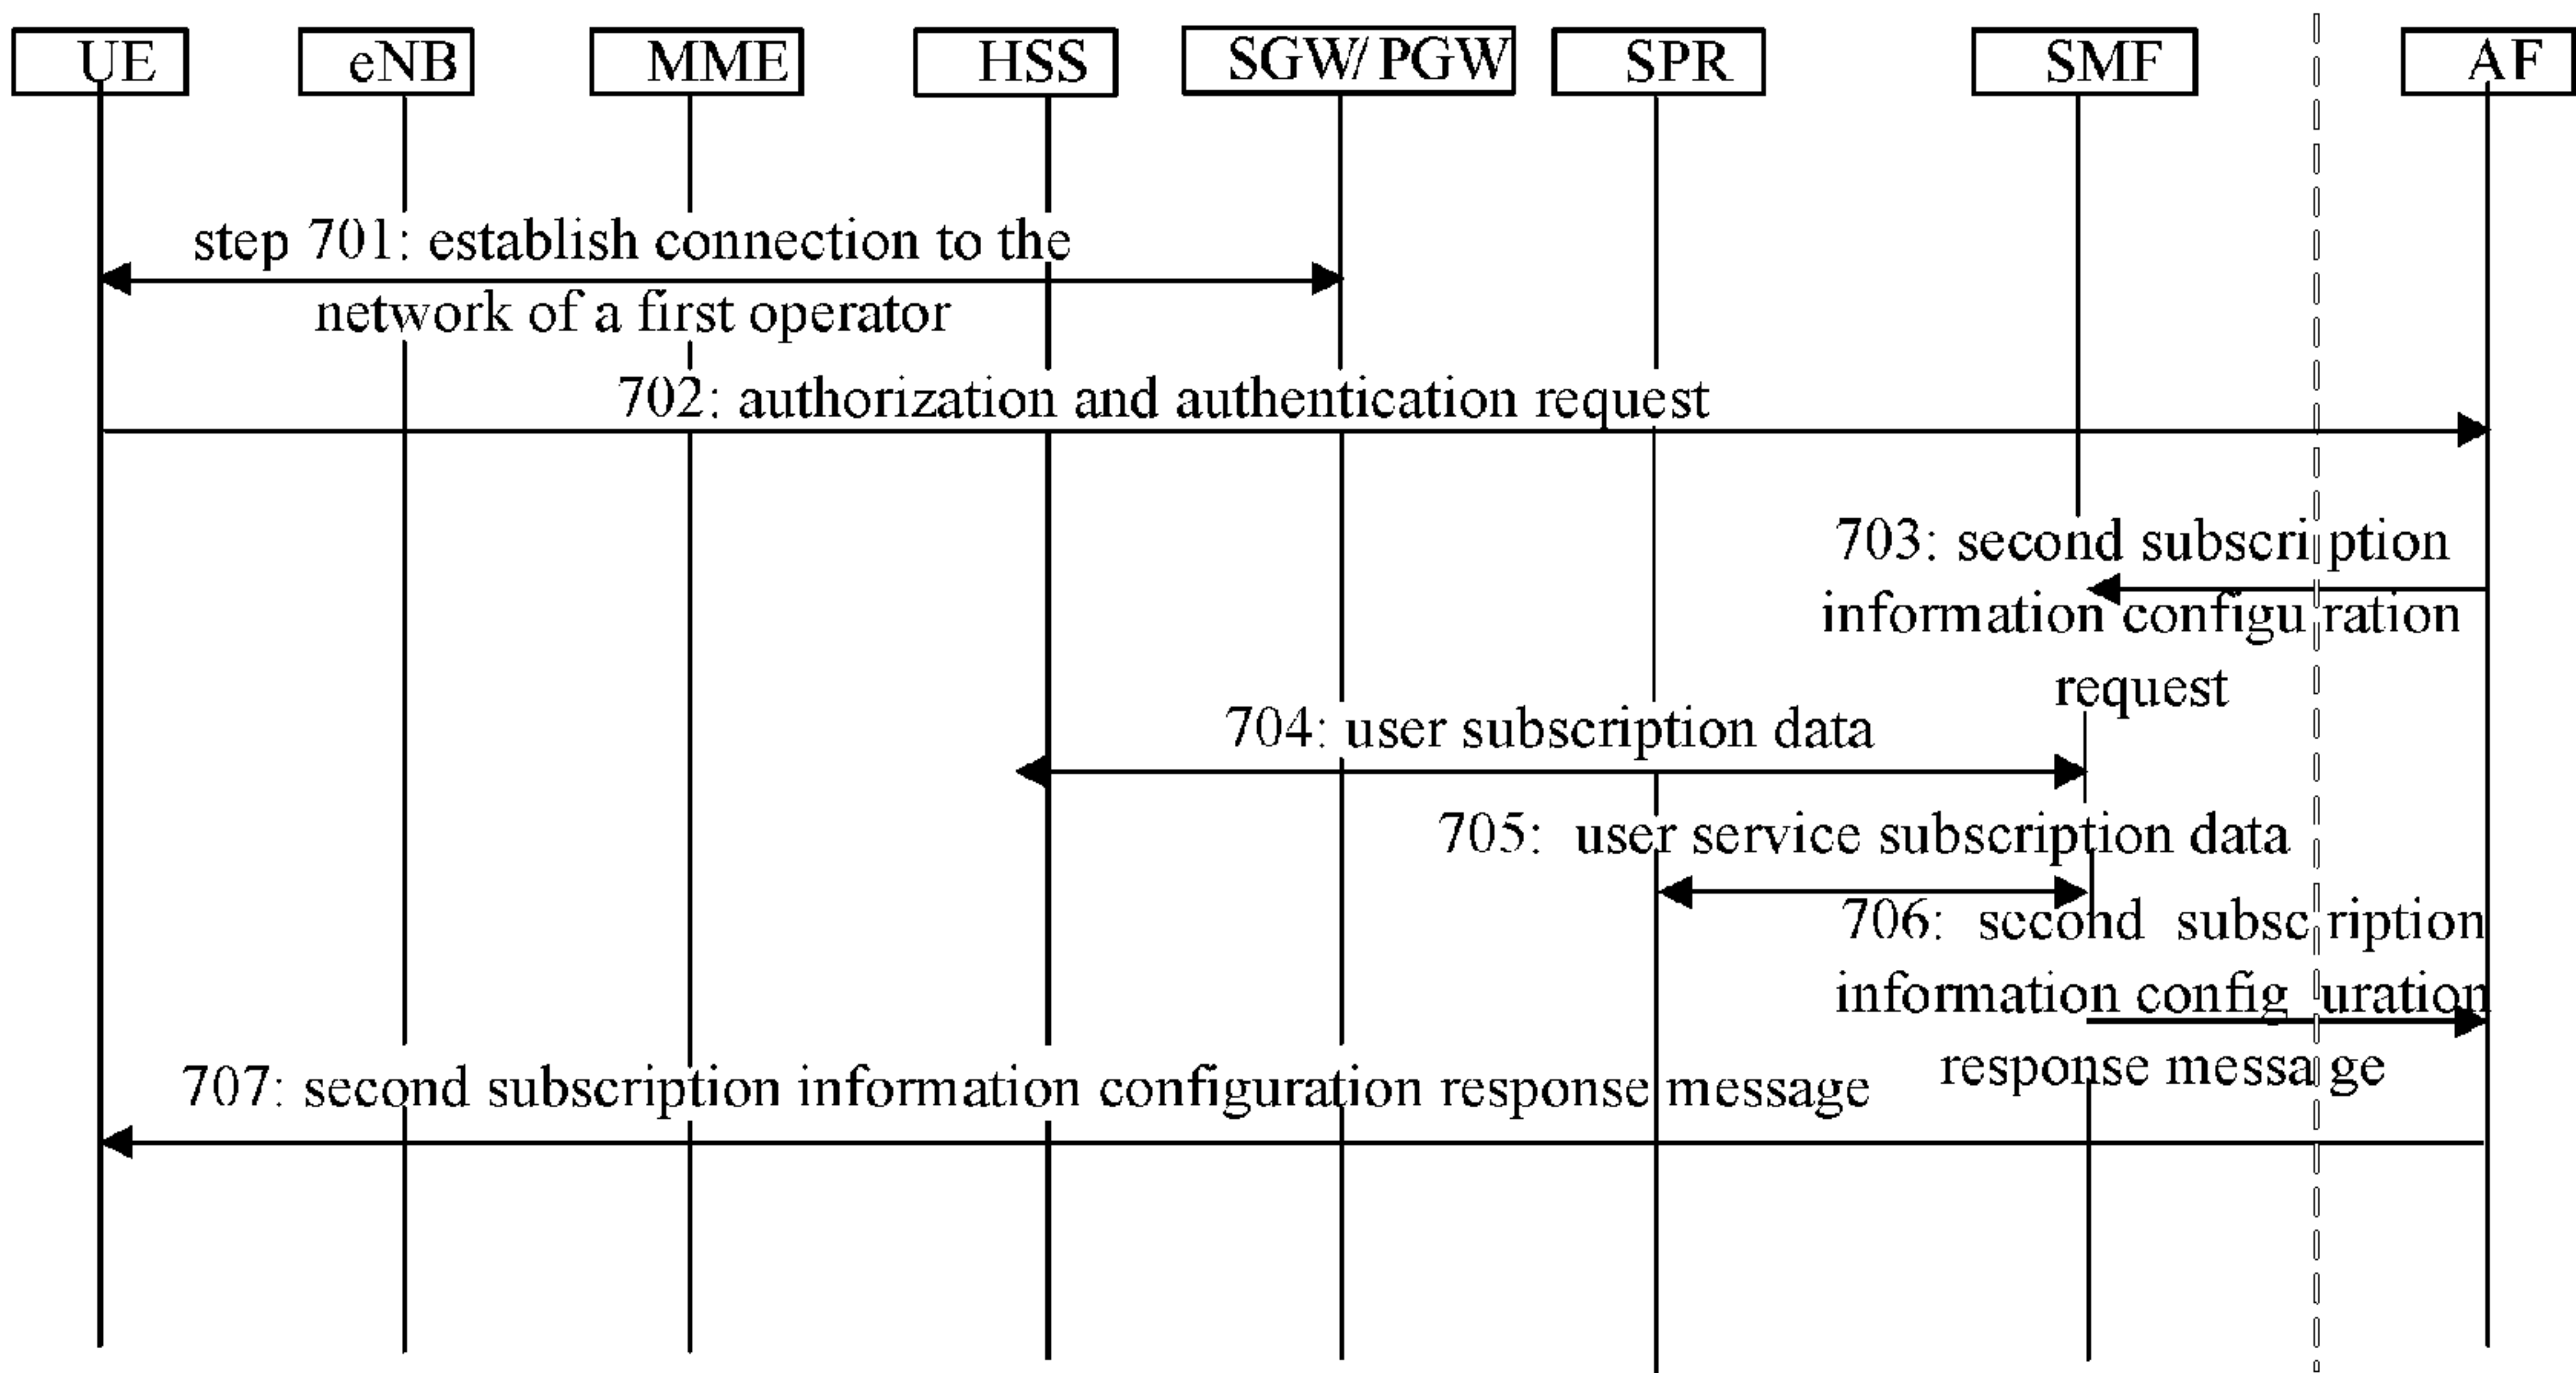 UE
eNB
MME
HSS
SGW/ PGW
SPR
SMF
AF
step 701: establish connection to the
network of a first operator
702: authorization and authentication request
703: second subscription
information configuration
request
704: user subscription data
705: user service subscription data
706: second subscription
information configuration
response message
707: second subscription information configuration response message